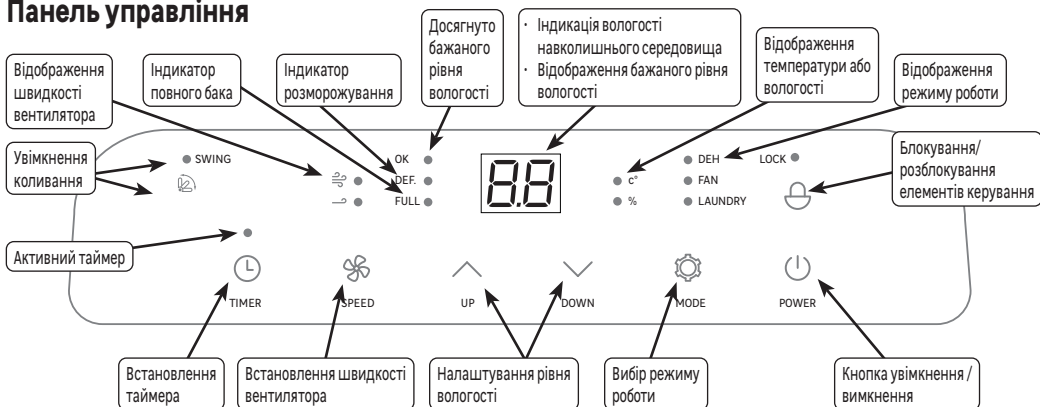 Панель управління
Відображення
швидкості
вентилятора
Індикатор
повного бака
Індикатор
розморожування
Досягнуто
бажаного
рівня
вологості
· Індикація вологості
навколишнього середовища
· Відображення бажаного рівня
вологості
Відображення
температури або
вологості
Відображення
режиму роботи
Увімкнення
коливання
Блокування/
розблокування
елементів керування
Активний таймер
SWING
OK
DEF.
FULL
8.8
c°
%
DEH
FAN
LAUNDRY
LOCK
TIMER
SPEED
UP
DOWN
MODE
POWER
Встановлення
таймера
Встановлення швидкості
вентилятора
Налаштування рівня
вологості
Вибір режиму
роботи
Кнопка увімкнення /
вимкнення